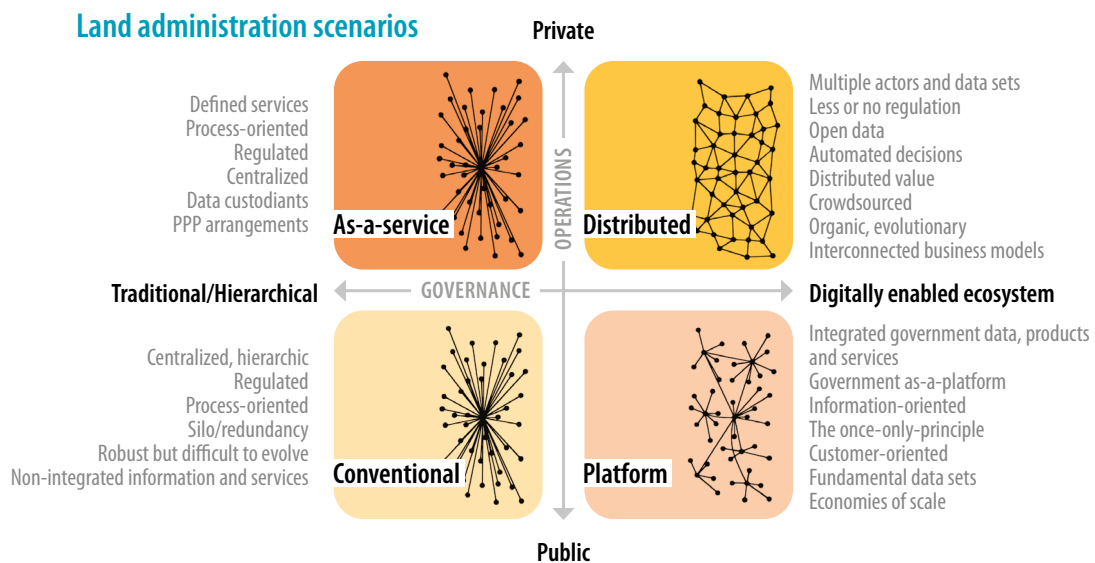 Land administration scenarios
Private
Defined services
Process-oriented
Regulated
Centralized
Data custodiants
PPP arrangements
As-a-service
OPERATIONS
Distributed
Multiple actors and data sets
Less or no regulation
Open data
Automated decisions
Distributed value
Crowdsourced
Organic, evolutionary
Interconnected business models
Traditional/Hierarchical
GOVERNANCE
Digitally enabled ecosystem
Centralized, hierarchic
Regulated
Process-oriented
Silo/redundancy
Robust but difficult to evolve
Non-integrated information and services
Conventional
Platform
Integrated government data, products
and services
Government as-a-platform
Information-oriented
The once-only-principle
Customer-oriented
Fundamental data sets
Economies of scale
Public